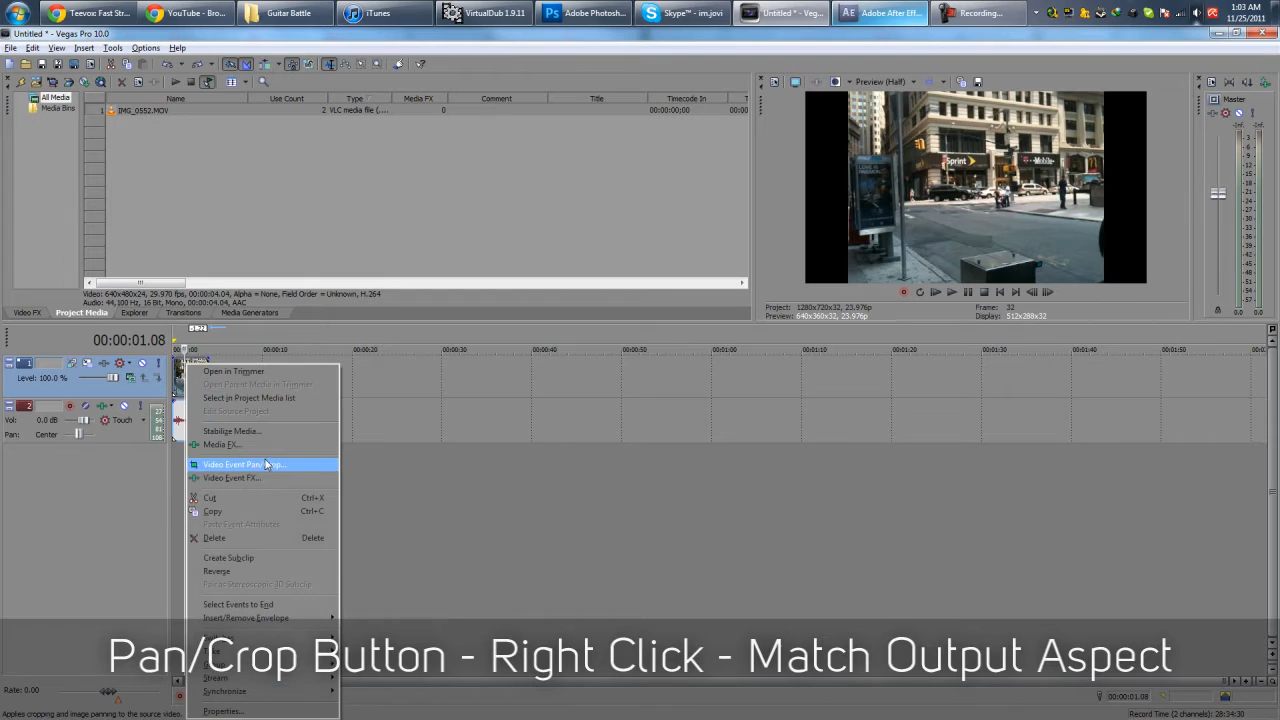 Teevox: Fast Str...
YouTube - Bro...
Guitar Battle
iTunes
VirtualDub 1.9.11
Adobe Photosh...
Skype™ - im.jovi
Untitled * - Veg...
Adobe After Eff...
Recording...
1:03 AM
11/25/2011
Untitled * - Vegas Pro 10.0
File Edit View Insert Tools Options Help
Preview (Half)
All Media
Media Bins
Name Use Count Type Media FX Comment Title Timecode In
1 IMG_0552.MOV 2 VLC media file (.... 0 00:00:00;00
Master
Sprint
T Mobile
Video: 640x480x24, 29.970 fps, 00:00:04.04, Alpha = None, Field Order = Unknown, H.264
Audio: 44,100 Hz, 16 Bit, Mono, 00:00:03.22, AAC
Video FX Project Media Explorer Transitions Media Generators
Project: 1280x720x32, 23.976p
Preview: 640x360x32, 23.976p
Frame: 32
Display: 512x288x32
-1.22
00:00:01.08
00:00:10 00:00:20 00:00:30 00:00:40 00:00:50 00:01:00 00:01:10 00:01:20 00:01:30 00:01:40 00:01:50
1
Level: 100.0 %
2
Vol: 0.0 dB Touch
Pan: Center
Open in Trimmer
Open Parent Media in Trimmer
Select in Project Media list
Edit Source Project
Stabilize Media...
Media FX...
Video Event Pan/Crop...
Video Event FX...
Cut Ctrl+X
Copy Ctrl+C
Paste Event Attributes
Delete Delete
Create Subclip
Reverse
Pair as Stereoscopic 3D Subclip
Select Events to End
Insert/Remove Envelope
Pan/Crop Button - Right Click - Match Output Aspect
Stream
Synchronize
Properties...
Rate: 0.00
00:00:01.08
Applies cropping and image panning to the source video.
Record Time (2 channels): 28:34:30